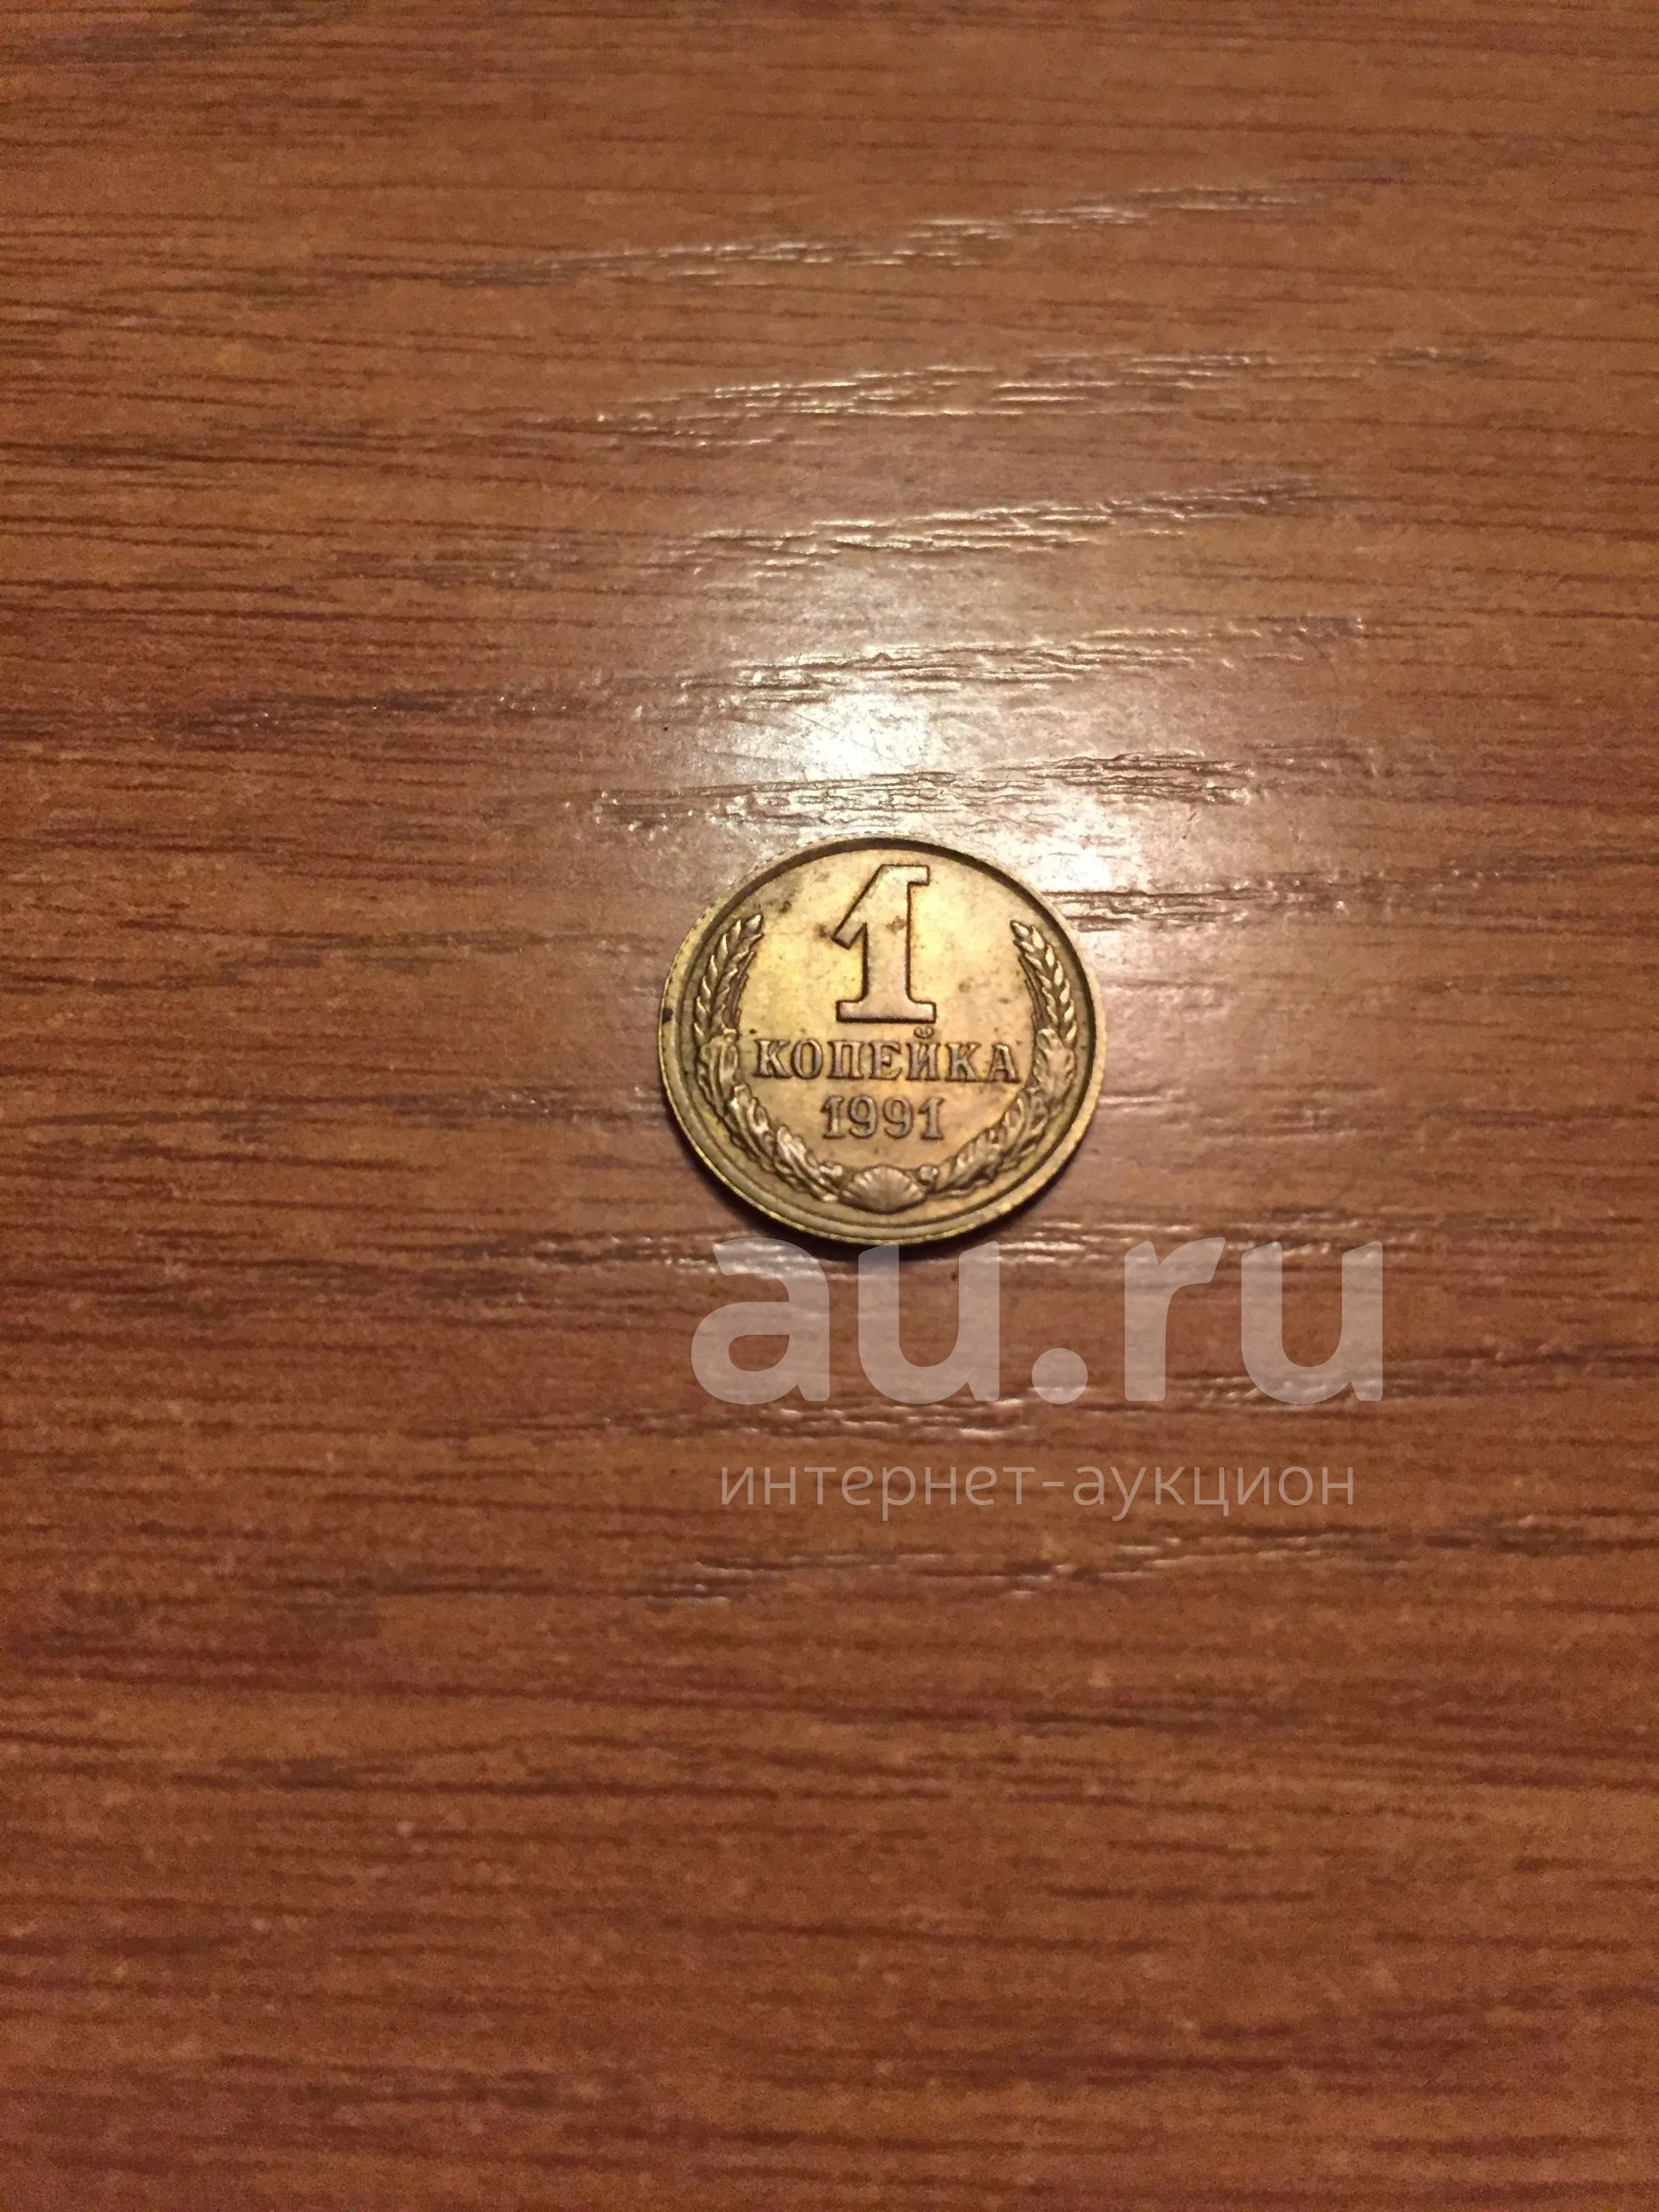 1
КОПЕЙКА
1991
au.ru
интернет-аукцион